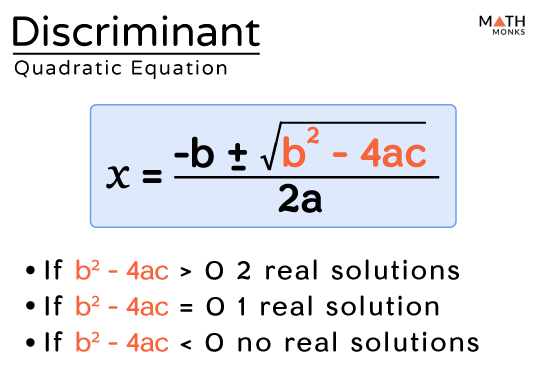 Discriminant
Quadratic Equation
MATH
MONKS
x = -b ± √b² - 4ac
2a
• If b² - 4ac > 0 2 real solutions
• If b² - 4ac = 0 1 real solution
• If b² - 4ac < 0 no real solutions